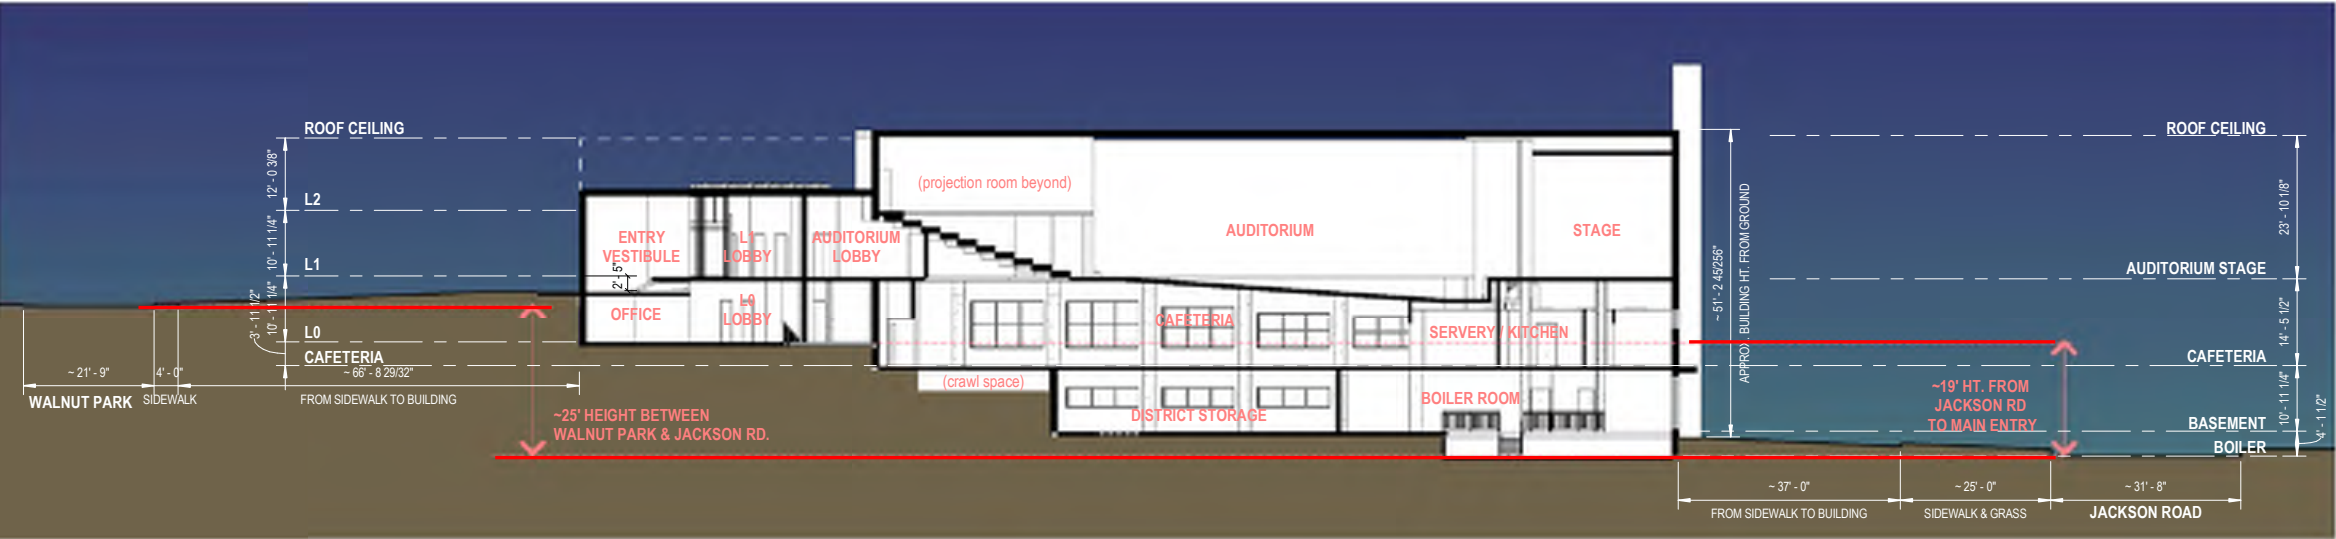 ROOF CEILING
12' - 0 3/8"
L2
10' - 11 1/4"
L1
10' - 11 1/4"
3' - 11 1/2"
L0
CAFETERIA
~ 21' - 9"
4' - 0"
~ 66' - 8 29/32"
WALNUT PARK
SIDEWALK
FROM SIDEWALK TO BUILDING
~25' HEIGHT BETWEEN
WALNUT PARK & JACKSON RD.
ENTRY
VESTIBULE
2' - 5"
OFFICE
L1
LOBBY
L0
LOBBY
AUDITORIUM
LOBBY
(projection room beyond)
AUDITORIUM
STAGE
CAFETERIA
SERVERY / KITCHEN
(crawl space)
DISTRICT STORAGE
BOILER ROOM
~ 51' - 2 45/256"
APPROX. BUILDING HT. FROM GROUND
ROOF CEILING
23' - 10 1/8"
AUDITORIUM STAGE
14' - 5 1/2"
CAFETERIA
10' - 11 1/4"
BASEMENT
4' - 1 1/2"
BOILER
~19' HT. FROM
JACKSON RD
TO MAIN ENTRY
~ 37' - 0"
~ 25' - 0"
~ 31' - 8"
FROM SIDEWALK TO BUILDING
SIDEWALK & GRASS
JACKSON ROAD